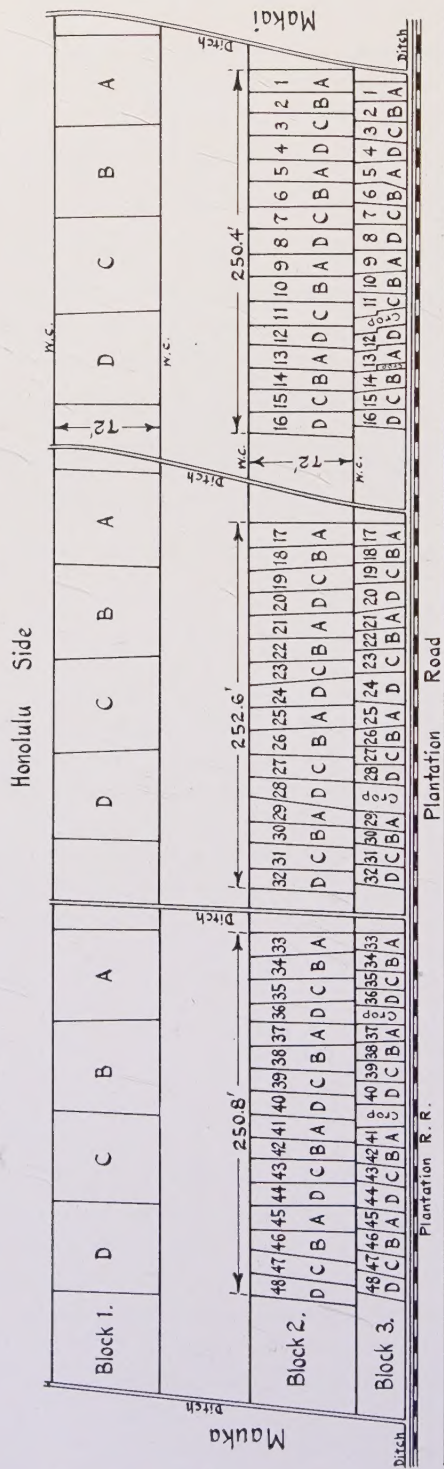 Honolulu Side
Mauka
Makai
Ditch
Ditch
Ditch
Ditch
W.C.
W.C.
Block 1.
D C B A
D C B A
D C B A
72'
250.8'
252.6'
250.4'
W.C.
W.C.
72'
Block 2.
48 47 46 45 44 43 42 41 40 39 38 37 36 35 34 33
D C B A D C B A D C B A D C B A
32 31 30 29 28 27 26 25 24 23 22 21 20 19 18 17
D C B A D C B A D C B A D C B A
16 15 14 13 12 11 10 9 8 7 6 5 4 3 2 1
D C B A D C B A D C B A D C B A
Block 3.
48 47 46 45 44 43 42 41 40 39 38 37 36 35 34 33
D C B A D C B A D C B A D C B A
32 31 30 29 28 27 26 25 24 23 22 21 20 19 18 17
D C B A D C B A D C B A D C B A
16 15 14 13 12 11 10 9 8 7 6 5 4 3 2 1
D C B A D C B A D C B A D C B A
Ditch
Ditch
Plantation R. R.
Plantation Road